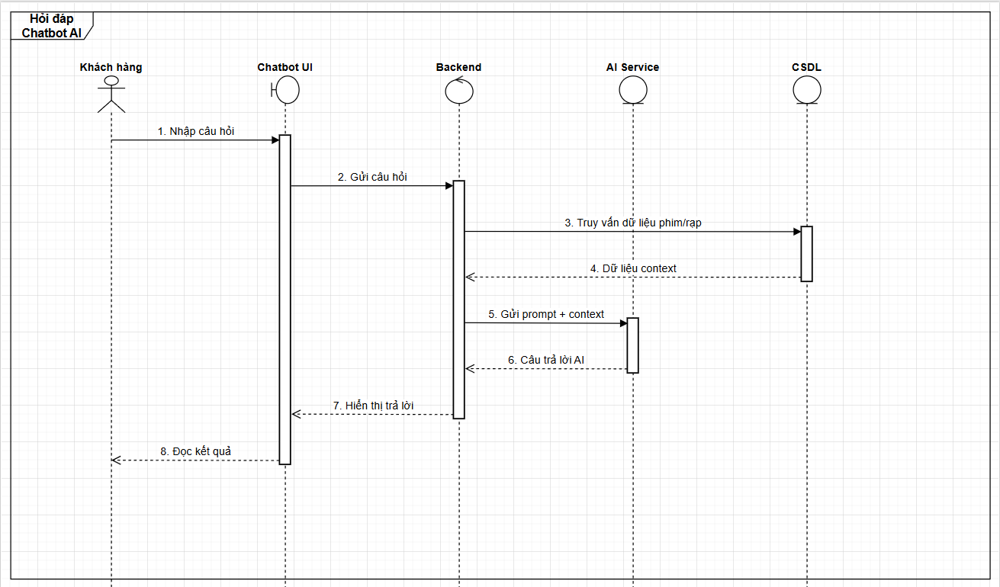 Hỏi đáp
Chatbot AI
Khách hàng
Chatbot UI
Backend
AI Service
CSDL
1. Nhập câu hỏi
2. Gửi câu hỏi
3. Truy vấn dữ liệu phim/rạp
4. Dữ liệu context
5. Gửi prompt + context
6. Câu trả lời AI
7. Hiển thị trả lời
8. Đọc kết quả